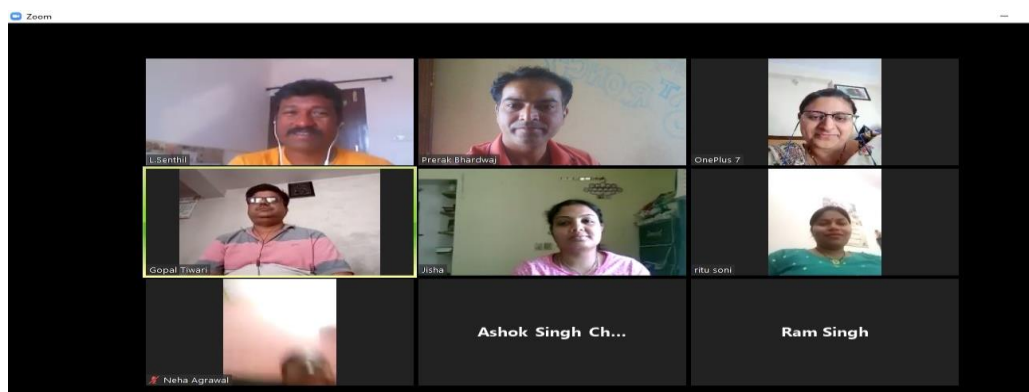 Zoom
L.Senthil
Prerak Bhardwaj
OnePlus 7
Gopal Tiwari
Jisha
ritu soni
Neha Agrawal
Ashok Singh Ch...
Ram Singh